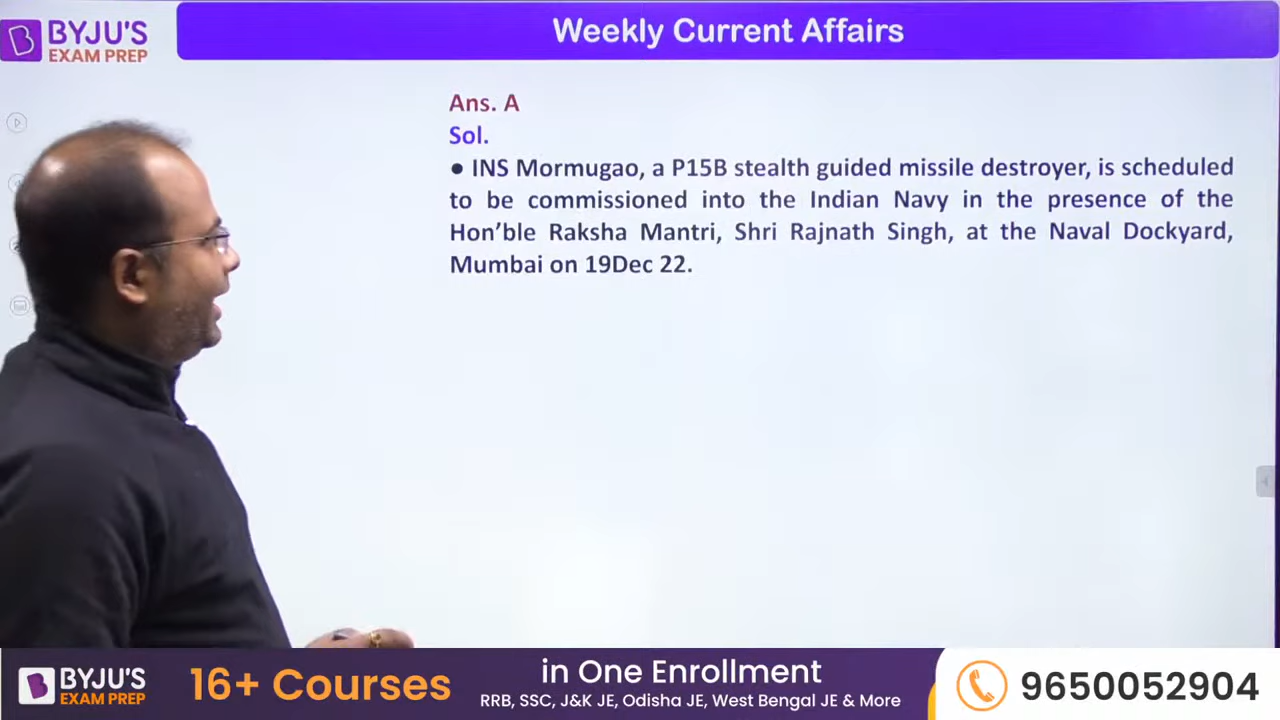 BYJU'S
EXAM PREP
Weekly Current Affairs
Ans. A
Sol.
● INS Mormugao, a P15B stealth guided missile destroyer, is scheduled
to be commissioned into the Indian Navy in the presence of the
Hon’ble Raksha Mantri, Shri Rajnath Singh, at the Naval Dockyard,
Mumbai on 19Dec 22.
BYJU'S
EXAM PREP
16+ Courses
in One Enrollment
RRB, SSC, J&K JE, Odisha JE, West Bengal JE & More
9650052904